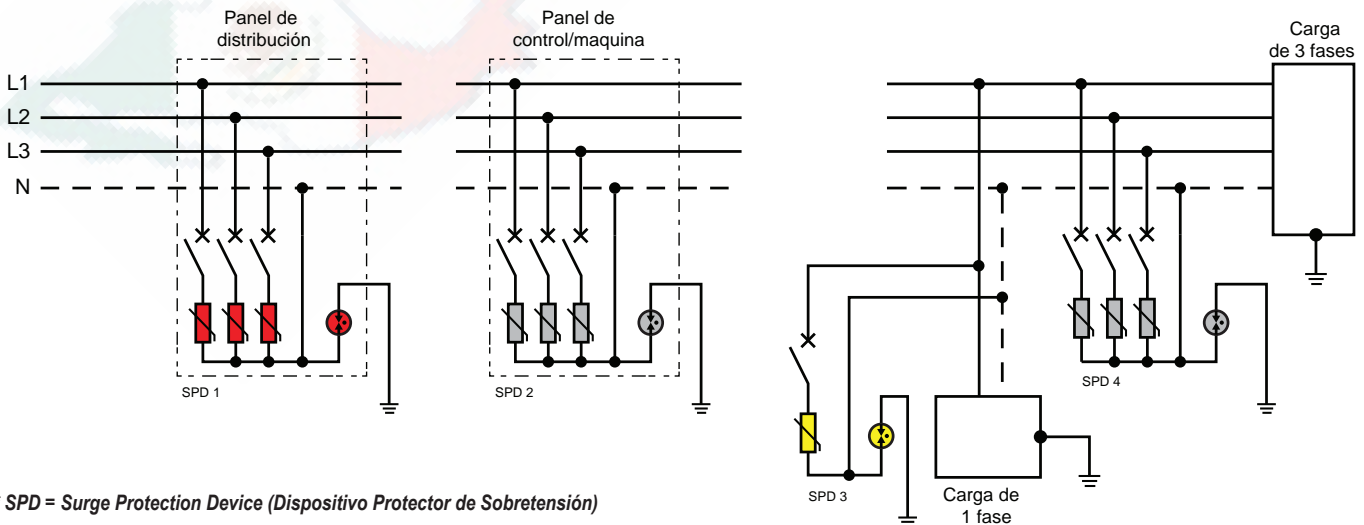 Panel de
distribución
Panel de
control/maquina
Carga
de 3 fases
L1
L2
L3
N
SPD 1
SPD 2
SPD 4
SPD 3
Carga de
1 fase
SPD = Surge Protection Device (Dispositivo Protector de Sobretensión)